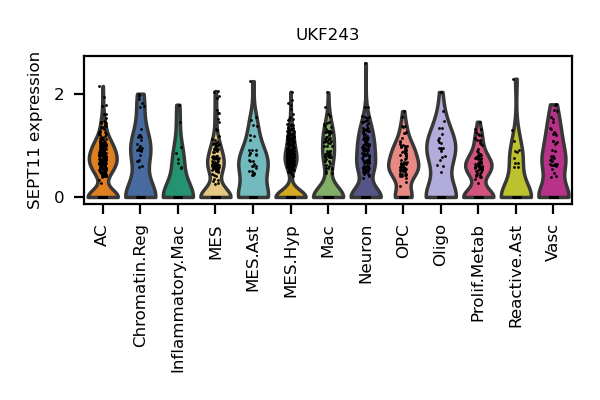 UKF243
SEPT11 expression
2
0
AC
Chromatin.Reg
Inflammatory.Mac
MES
MES.Ast
MES.Hyp
Mac
Neuron
OPC
Oligo
Prolif.Metab
Reactive.Ast
Vasc